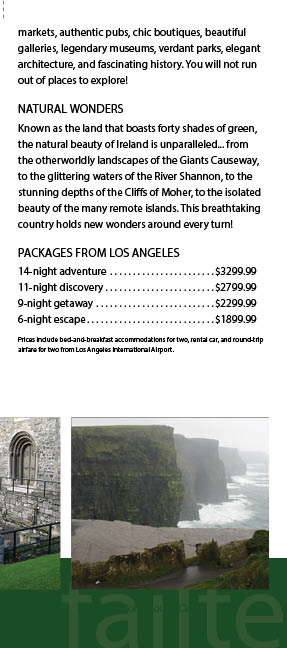 markets, authentic pubs, chic boutiques, beautiful
galleries, legendary museums, verdant parks, elegant
architecture, and fascinating history. You will not run
out of places to explore!
NATURAL WONDERS
Known as the land that boasts forty shades of green,
the natural beauty of Ireland is unparalleled... from
the otherworldly landscapes of the Giants Causeway,
to the glittering waters of the River Shannon, to the
stunning depths of the Cliffs of Moher, to the isolated
beauty of the many remote islands. This breathtaking
country holds new wonders around every turn!
PACKAGES FROM LOS ANGELES
14-night adventure . . . . . . . . . . . . . . . . . . . . . . . $3299.99
11-night discovery . . . . . . . . . . . . . . . . . . . . . . . . $2799.99
9-night getaway . . . . . . . . . . . . . . . . . . . . . . . . . . $2299.99
6-night escape. . . . . . . . . . . . . . . . . . . . . . . . . . . . $1899.99
Prices include bed-and-breakfast accommodations for two, rental car, and round-trip
airfare for two from Los Angeles International Airport.
failte